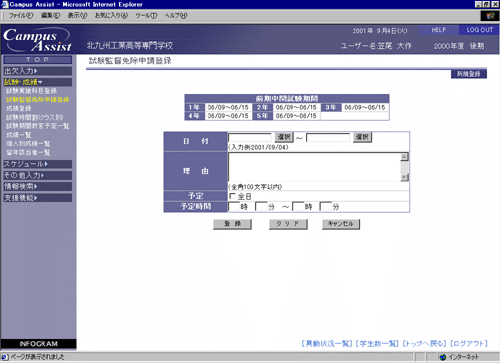 Campus Assist - Microsoft Internet Explorer
ファイル(F) 編集(E) 表示(V) お気に入り(A) ツール(T) ヘルプ(H)
Campus Assist
2001年 9月4日(火) HELP LOG OUT
北九州工業高等専門学校 ユーザー名:笠尾 大作 2000年度 後期
TOP
試験監督免除申請登録
出欠入力
新規登録
試験・成績
試験実施科目登録
試験監督免除申請登録
成績登録
試験時間割(クラス別)
試験期間教官予定一覧
成績一覧
個人別成績一覧
留年該当者一覧
スケジュール
その他入力
情報検索
支援機能
前期中間試験期間
1年 06/09～06/15 2年 06/09～06/15 3年 06/09～06/15
4年 06/09～06/15 5年 06/09～06/15
日 付 選択 ～ 選択
(入力例2001/09/04)
理 由
(全角100文字以内)
予定 全日
予定時間 時 分 ～ 時 分
登 録 クリア キャンセル
INFOGRAM
[異動状況一覧] [学生数一覧] [トップへ戻る] [ログアウト]
ページが表示されました インターネット